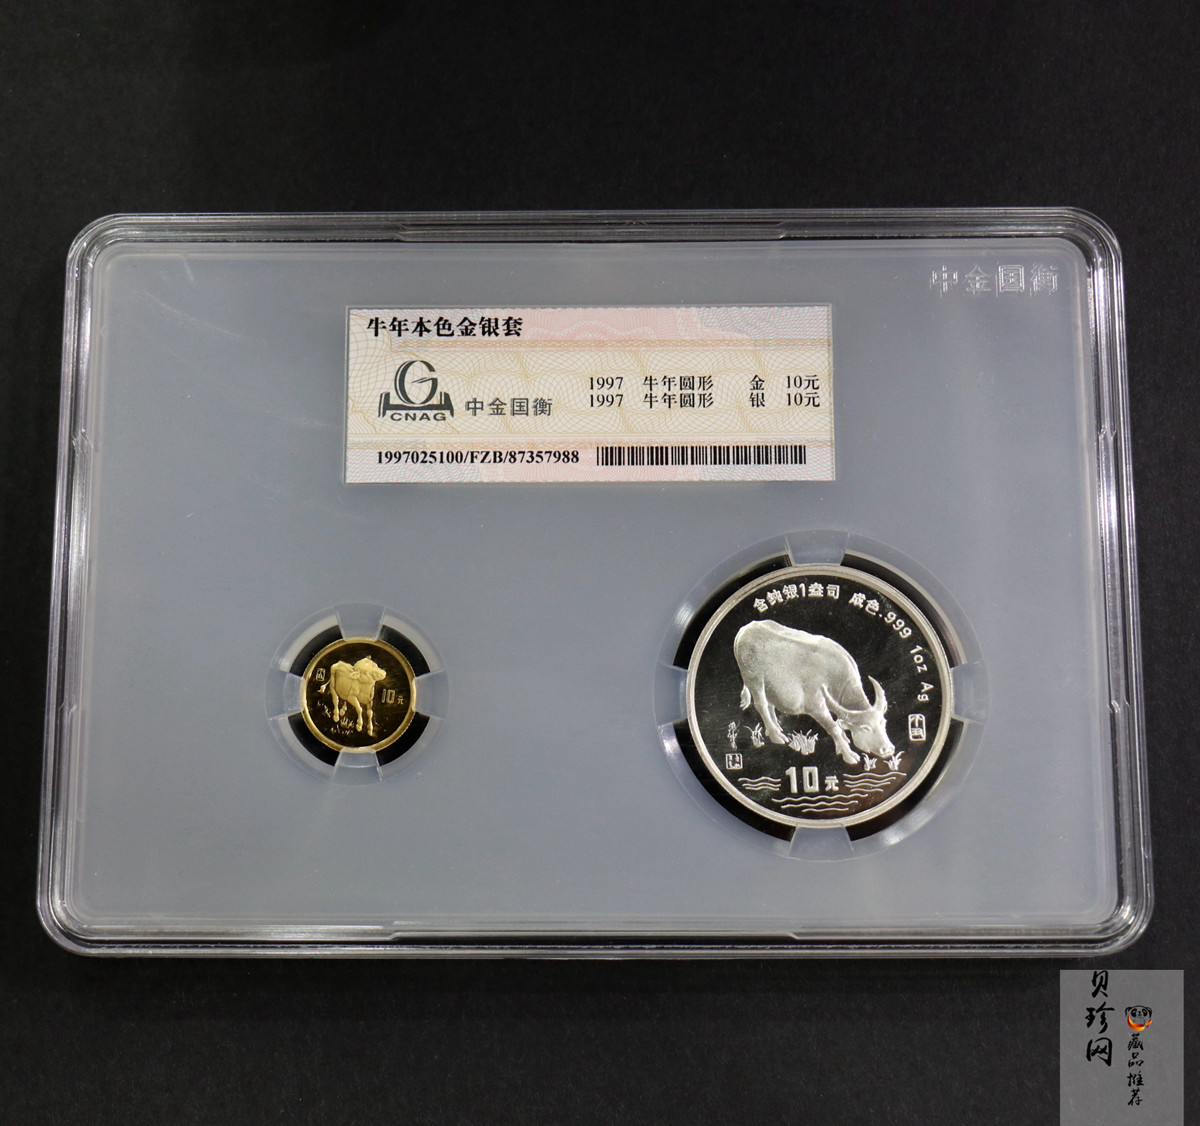 中金国衡
牛年本色金银套
CNAG 中金国衡
1997 牛年圆形 金 10元
1997 牛年圆形 银 10元
1997025100/FZB/87357988
10元
含纯银1盎司 成色.999 1oz Ag
10元
贝珍网
藏品推荐